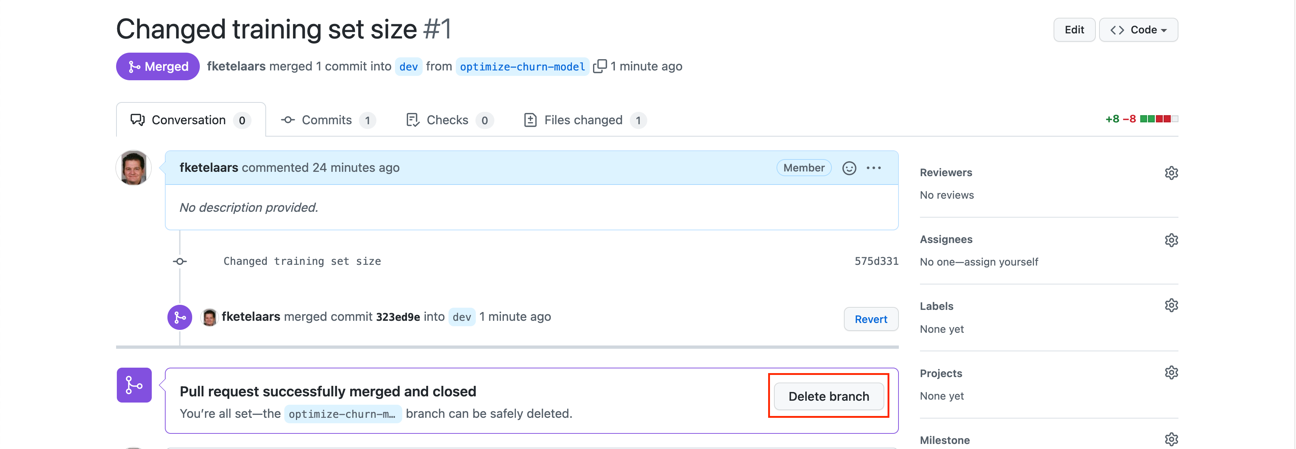 Changed training set size #1
Edit
Code
Merged
fketelaars merged 1 commit into dev from optimize-churn-model 1 minute ago
Conversation 0
Commits 1
Checks 0
Files changed 1
+8 −8
fketelaars commented 24 minutes ago
Member
No description provided.
Changed training set size
575d331
fketelaars merged commit 323ed9e into dev 1 minute ago
Revert
Pull request successfully merged and closed
You're all set—the optimize-churn-m… branch can be safely deleted.
Delete branch
Reviewers
No reviews
Assignees
No one—assign yourself
Labels
None yet
Projects
None yet
Milestone